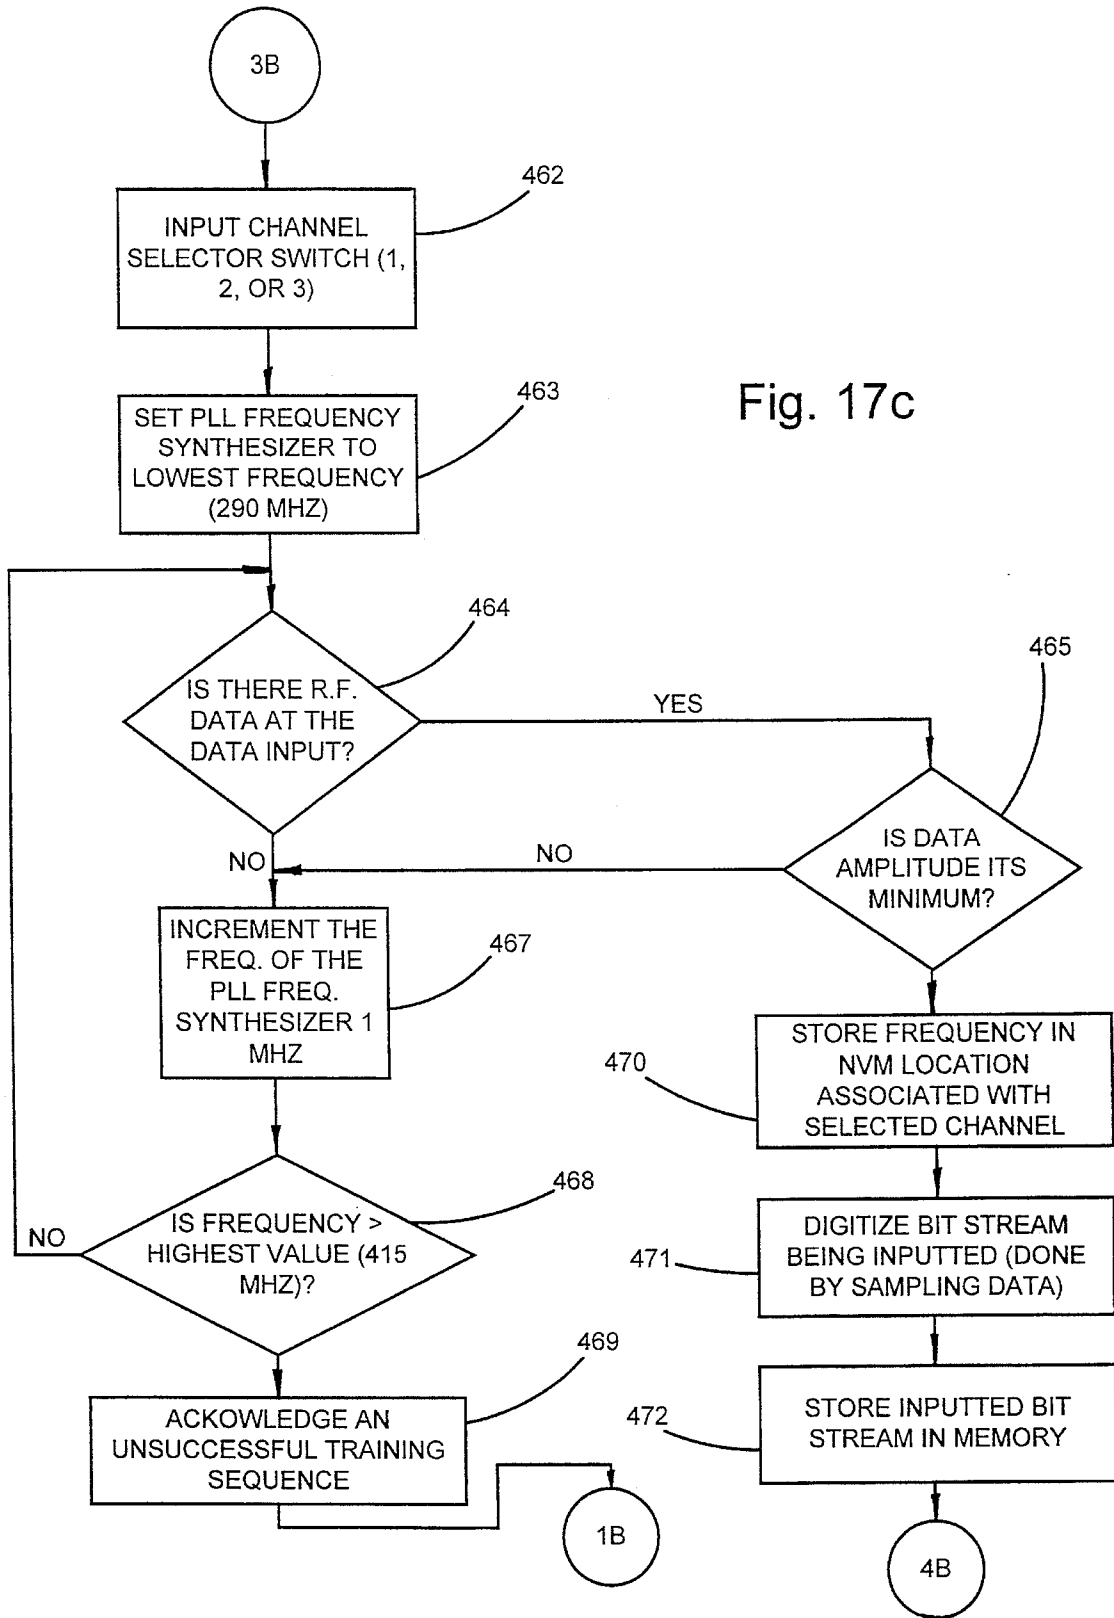 3B
462
INPUT CHANNEL
SELECTOR SWITCH (1,
2, OR 3)
463
SET PLL FREQUENCY
SYNTHESIZER TO
LOWEST FREQUENCY
(290 MHZ)
Fig. 17c
464
IS THERE R.F.
DATA AT THE
DATA INPUT?
YES
465
IS DATA
AMPLITUDE ITS
MINIMUM?
NO
NO
INCREMENT THE
FREQ. OF THE
PLL FREQ.
SYNTHESIZER 1
MHZ
467
468
IS FREQUENCY >
HIGHEST VALUE (415
MHZ)?
NO
469
ACKOWLEDGE AN
UNSUCCESSFUL TRAINING
SEQUENCE
1B
470
STORE FREQUENCY IN
NVM LOCATION
ASSOCIATED WITH
SELECTED CHANNEL
471
DIGITIZE BIT STREAM
BEING INPUTTED (DONE
BY SAMPLING DATA)
472
STORE INPUTTED BIT
STREAM IN MEMORY
4B